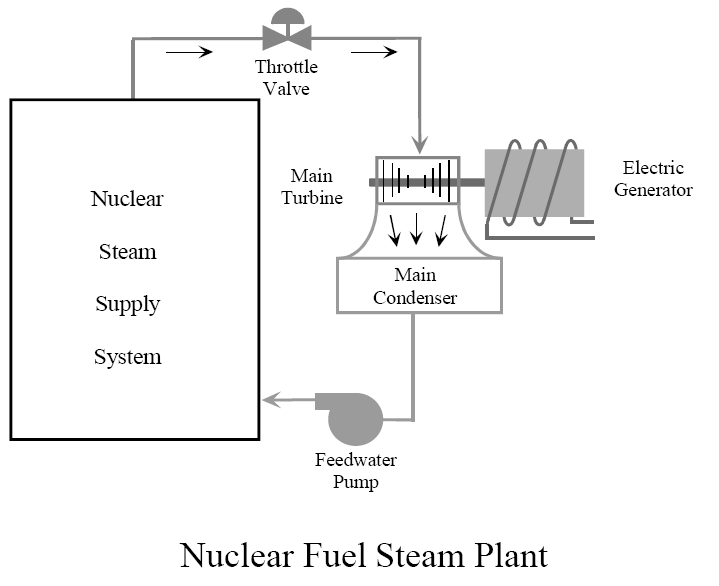 Throttle
Valve
Nuclear
Steam
Supply
System
Main
Turbine
Electric
Generator
Main
Condenser
Feedwater
Pump
Nuclear Fuel Steam Plant